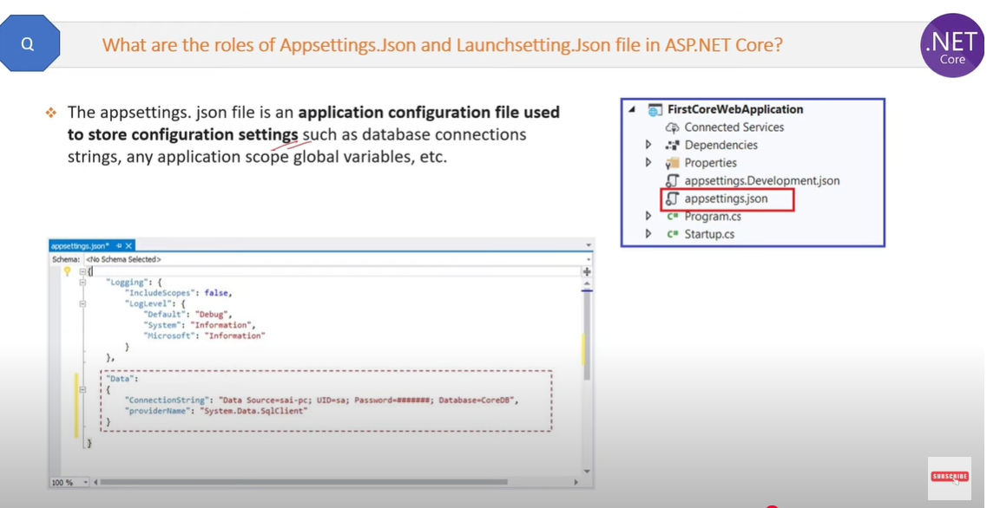 Q
What are the roles of Appsettings.Json and Launchsetting.Json file in ASP.NET Core?
.NET
Core
The appsettings. json file is an application configuration file used
to store configuration settings such as database connections
strings, any application scope global variables, etc.
FirstCoreWebApplication
Connected Services
Dependencies
Properties
appsettings.Development.json
appsettings.json
C# Program.cs
C# Startup.cs
appsettings.json*
Schema: <No Schema Selected>
{
"Logging": {
"IncludeScopes": false,
"LogLevel": {
"Default": "Debug",
"System": "Information",
"Microsoft": "Information"
}
},
"Data":
{
"ConnectionString": "Data Source=sai-pc; UID=sa; Password=#######; Database=CoreDB",
"providerName": "System.Data.SqlClient"
}
}
100 %
SUBSCRIBE